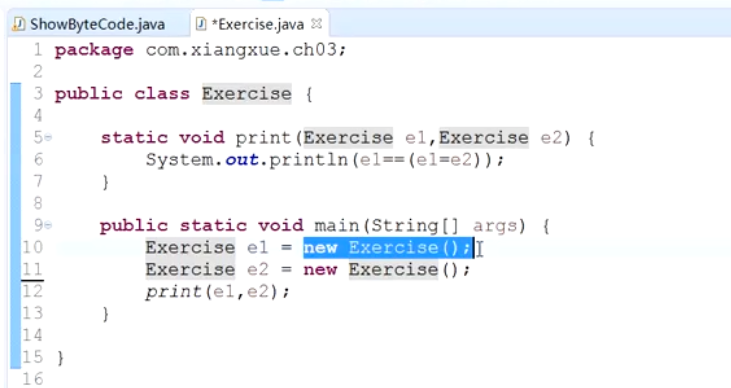 ShowByteCode.java *Exercise.java
1 package com.xiangxue.ch03;
2
3 public class Exercise {
4
5 static void print(Exercise e1,Exercise e2) {
6 System.out.println(e1==(e1=e2));
7 }
8
9 public static void main(String[] args) {
10 Exercise e1 = new Exercise();
11 Exercise e2 = new Exercise();
12 print(e1,e2);
13 }
14
15 }
16